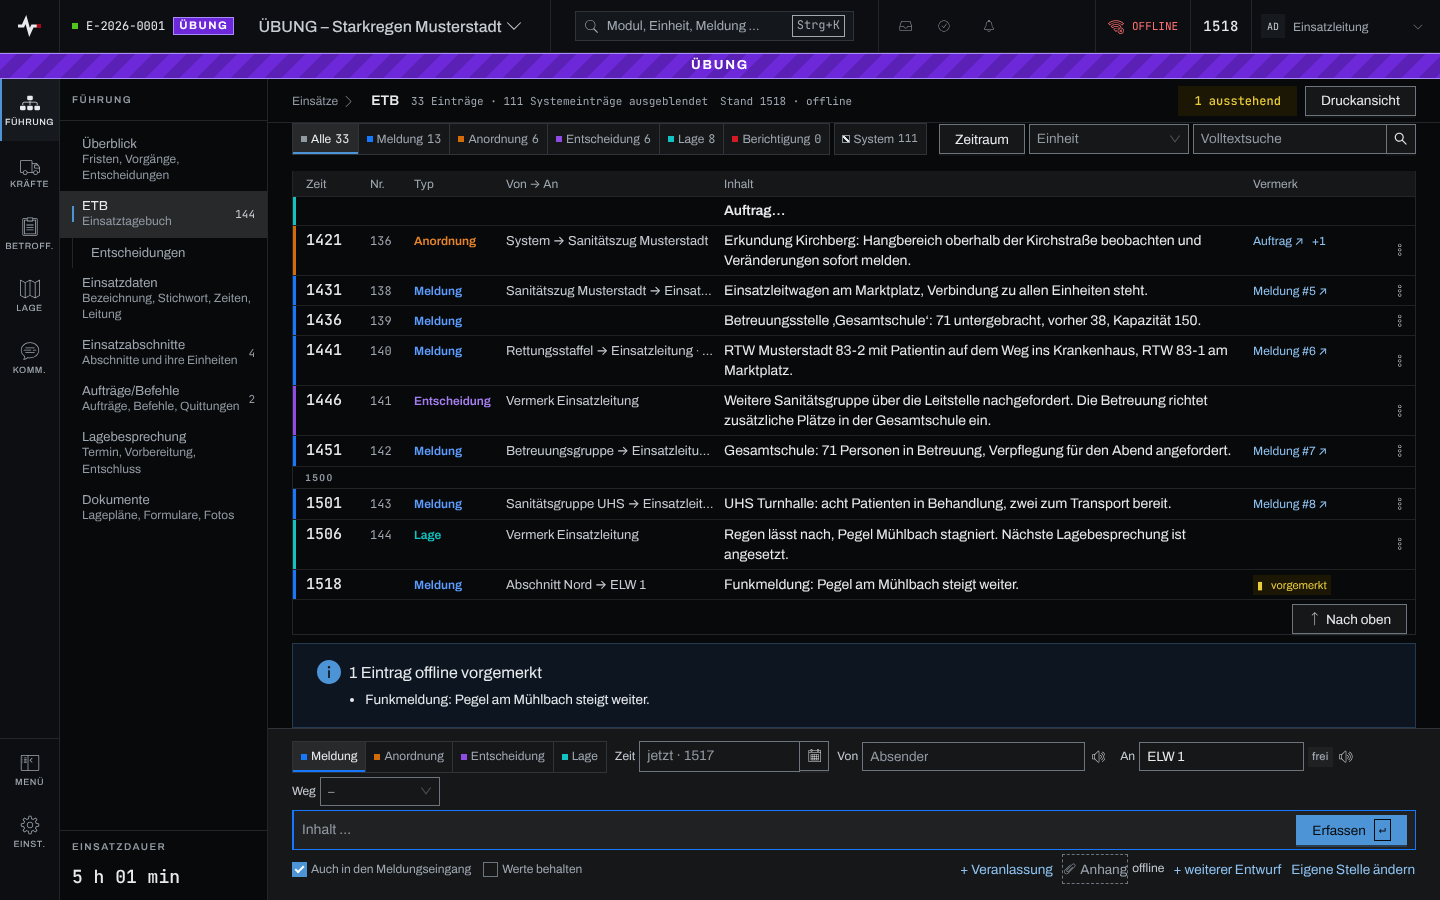 E-2026-0001 ÜBUNG ÜBUNG – Starkregen Musterstadt Modul, Einheit, Meldung ... Strg+K OFFLINE 1518 AD Einsatzleitung
ÜBUNG
FÜHRUNG
KRÄFTE
BETROFF.
LAGE
KOMM.
MENÜ
EINST.
FÜHRUNG
Überblick
Fristen, Vorgänge,
Entscheidungen
ETB
Einsatztagebuch 144
Entscheidungen
Einsatzdaten
Bezeichnung, Stichwort, Zeiten,
Leitung
Einsatzabschnitte
Abschnitte und ihre Einheiten 4
Aufträge/Befehle
Aufträge, Befehle, Quittungen 2
Lagebesprechung
Termin, Vorbereitung,
Entschluss
Dokumente
Lagepläne, Formulare, Fotos
EINSATZDAUER
5 h 01 min
Einsätze ETB 33 Einträge · 111 Systemeinträge ausgeblendet Stand 1518 · offline 1 ausstehend Druckansicht
Alle 33 Meldung 13 Anordnung 6 Entscheidung 6 Lage 8 Berichtigung 0 System 111 Zeitraum Einheit Volltextsuche
Zeit Nr. Typ Von → An Inhalt Vermerk
Auftrag...
1421 136 Anordnung System → Sanitätszug Musterstadt Erkundung Kirchberg: Hangbereich oberhalb der Kirchstraße beobachten und Auftrag ↗ +1
Veränderungen sofort melden.
1431 138 Meldung Sanitätszug Musterstadt → Einsat... Einsatzleitwagen am Marktplatz, Verbindung zu allen Einheiten steht. Meldung #5 ↗
1436 139 Meldung Betreuungsstelle ‚Gesamtschule‘: 71 untergebracht, vorher 38, Kapazität 150.
1441 140 Meldung Rettungsstaffel → Einsatzleitung · ... RTW Musterstadt 83-2 mit Patientin auf dem Weg ins Krankenhaus, RTW 83-1 am Meldung #6 ↗
Marktplatz.
1446 141 Entscheidung Vermerk Einsatzleitung Weitere Sanitätsgruppe über die Leitstelle nachgefordert. Die Betreuung richtet
zusätzliche Plätze in der Gesamtschule ein.
1451 142 Meldung Betreuungsgruppe → Einsatzleitu... Gesamtschule: 71 Personen in Betreuung, Verpflegung für den Abend angefordert. Meldung #7 ↗
1500
1501 143 Meldung Sanitätsgruppe UHS → Einsatzleit... UHS Turnhalle: acht Patienten in Behandlung, zwei zum Transport bereit. Meldung #8 ↗
1506 144 Lage Vermerk Einsatzleitung Regen lässt nach, Pegel Mühlbach stagniert. Nächste Lagebesprechung ist
angesetzt.
1518 Meldung Abschnitt Nord → ELW 1 Funkmeldung: Pegel am Mühlbach steigt weiter. vorgemerkt
↑ Nach oben
1 Eintrag offline vorgemerkt
• Funkmeldung: Pegel am Mühlbach steigt weiter.
Meldung Anordnung Entscheidung Lage Zeit jetzt · 1517 Von Absender An ELW 1 frei
Weg –
Inhalt ... Erfassen ↵
Auch in den Meldungseingang Werte behalten + Veranlassung Anhang offline + weiterer Entwurf Eigene Stelle ändern